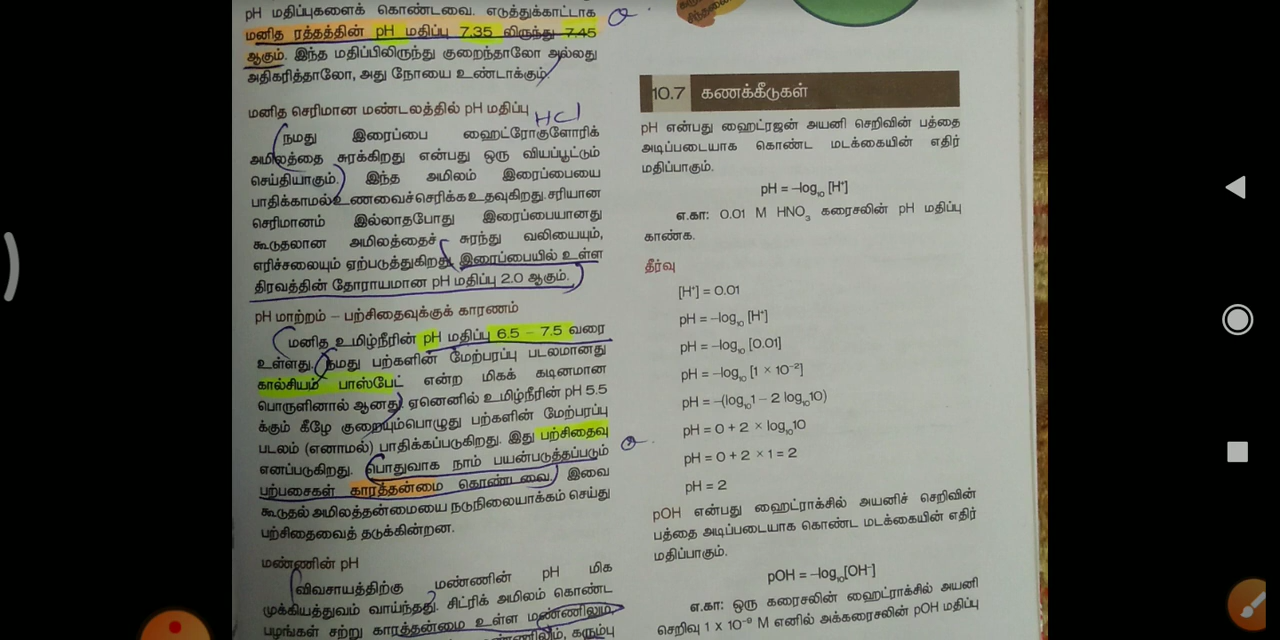 pH மதிப்புகளைக் கொண்டவை. எடுத்துக்காட்டாக
மனித ரத்தத்தின் pH மதிப்பு 7.35 லிருந்து 7.45
ஆகும். இந்த மதிப்பிலிருந்து குறைந்தாலோ அல்லது
அதிகரித்தாலோ, அது நோயை உண்டாக்கும்.
மனித செரிமான மண்டலத்தில் pH மதிப்பு
HCl
நமது இரைப்பை ஹைட்ரோகுளோரிக்
அமிலத்தை சுரக்கிறது என்பது ஒரு வியப்பூட்டும்
செய்தியாகும். இந்த அமிலம் இரைப்பையை
பாதிக்காமல் உணவைச் செரிக்க உதவுகிறது. சரியான
செரிமானம் இல்லாதபோது இரைப்பையானது
கூடுதலான அமிலத்தைச் சுரந்து வலியையும்,
எரிச்சலையும் ஏற்படுத்துகிறது. இரைப்பையில் உள்ள
திரவத்தின் தோராயமான pH மதிப்பு 2.0 ஆகும்.
pH மாற்றம் – பற்சிதைவுக்குக் காரணம்
மனித உமிழ்நீரின் pH மதிப்பு 6.5 – 7.5 வரை
உள்ளது. நமது பற்களின் மேற்பரப்பு படலமானது
கால்சியம் பாஸ்பேட் என்ற மிகக் கடினமான
பொருளினால் ஆனது. ஏனெனில் உமிழ்நீரின் pH 5.5
க்கும் கீழே குறையும்பொழுது பற்களின் மேற்பரப்பு
படலம் (எனாமல்) பாதிக்கப்படுகிறது. இது பற்சிதைவு
எனப்படுகிறது. பொதுவாக நாம் பயன்படுத்தப்படும்
பற்பசைகள் காரத்தன்மை கொண்டவை. இவை
கூடுதல் அமிலத்தன்மையை நடுநிலையாக்கம் செய்து
பற்சிதைவைத் தடுக்கின்றன.
மண்ணின் pH
விவசாயத்திற்கு மண்ணின் pH மிக
முக்கியத்துவம் வாய்ந்தது. சிட்ரிக் அமிலம் கொண்ட
பழங்கள் சற்று காரத்தன்மை உள்ள மண்ணிலும்,
கரும்பு
10.7 கணக்கீடுகள்
pH என்பது ஹைட்ரஜன் அயனி செறிவின் பத்தை
அடிப்படையாக கொண்ட மடக்கையின் எதிர்
மதிப்பாகும்.
pH = –log₁₀ [H⁺]
எ.கா: 0.01 M HNO₃ கரைசலின் pH மதிப்பு
காண்க.
தீர்வு
[H⁺] = 0.01
pH = –log₁₀ [H⁺]
pH = –log₁₀ [0.01]
pH = –log₁₀ [1 × 10⁻²]
pH = –(log₁₀1 – 2 log₁₀10)
pH = 0 + 2 × log₁₀10
pH = 0 + 2 × 1 = 2
pH = 2
pOH என்பது ஹைட்ராக்சில் அயனிச் செறிவின்
பத்தை அடிப்படையாக கொண்ட மடக்கையின் எதிர்
மதிப்பாகும்.
pOH = –log₁₀[OH⁻]
எ.கா: ஒரு கரைசலின் ஹைட்ராக்சில் அயனி
செறிவு 1 x 10⁻⁹ M எனில் அக்கரைசலின் pOH மதிப்பு